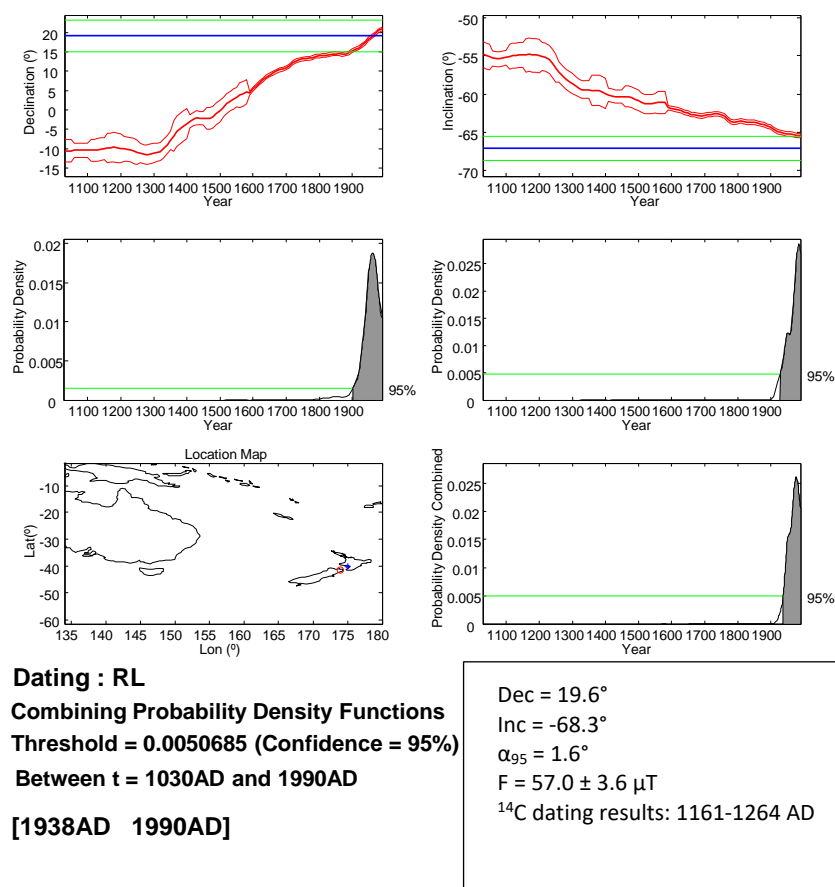 20
15
10
5
0
-5
-10
-15
Declination (º)
1100 1200 1300 1400 1500 1600 1700 1800 1900
Year
-50
-55
-60
-65
-70
Inclination (º)
1100 1200 1300 1400 1500 1600 1700 1800 1900
Year
0.02
0.015
0.01
0.005
0
Probability Density
95%
1100 1200 1300 1400 1500 1600 1700 1800 1900
Year
0.025
0.02
0.015
0.01
0.005
0
Probability Density
95%
1100 1200 1300 1400 1500 1600 1700 1800 1900
Year
Location Map
-10
-20
-30
-40
-50
-60
Lat(º)
135 140 145 150 155 160 165 170 175 180
Lon (º)
0.025
0.02
0.015
0.01
0.005
0
Probability Density Combined
95%
1100 1200 1300 1400 1500 1600 1700 1800 1900
Year
Dating : RL
Combining Probability Density Functions
Threshold = 0.0050685 (Confidence = 95%)
Between t = 1030AD and 1990AD
[1938AD 1990AD]
Dec = 19.6°
Inc = -68.3°
α₉₅ = 1.6°
F = 57.0 ± 3.6 µT
¹⁴C dating results: 1161-1264 AD